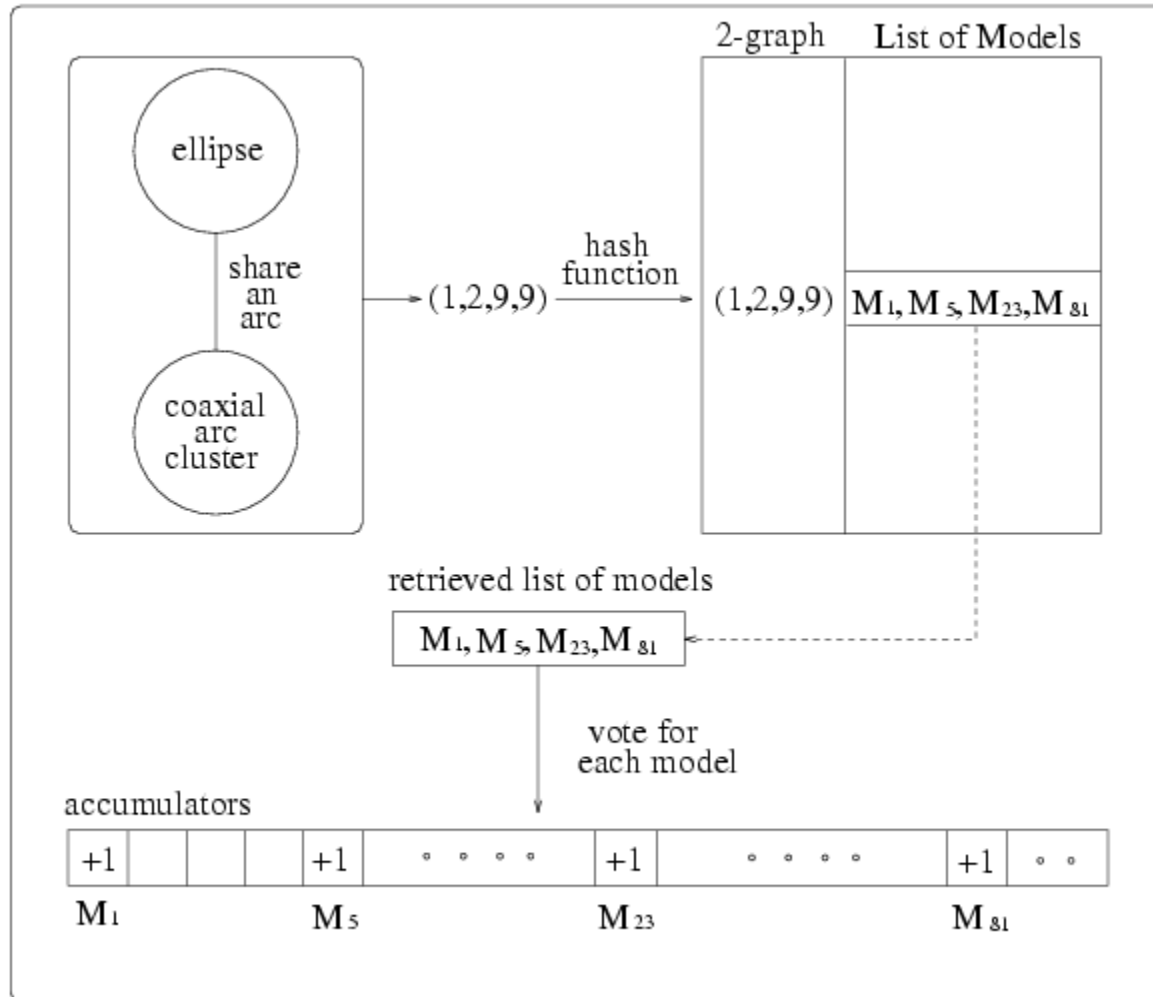 2-graph
List of Models
ellipse
share
an
arc
coaxial
arc
cluster
(1,2,9,9)
hash
function
(1,2,9,9)
M1, M5, M23, M81
retrieved list of models
M1, M5, M23, M81
vote for
each model
accumulators
+1
+1
+1
+1
M1
M5
M23
M81